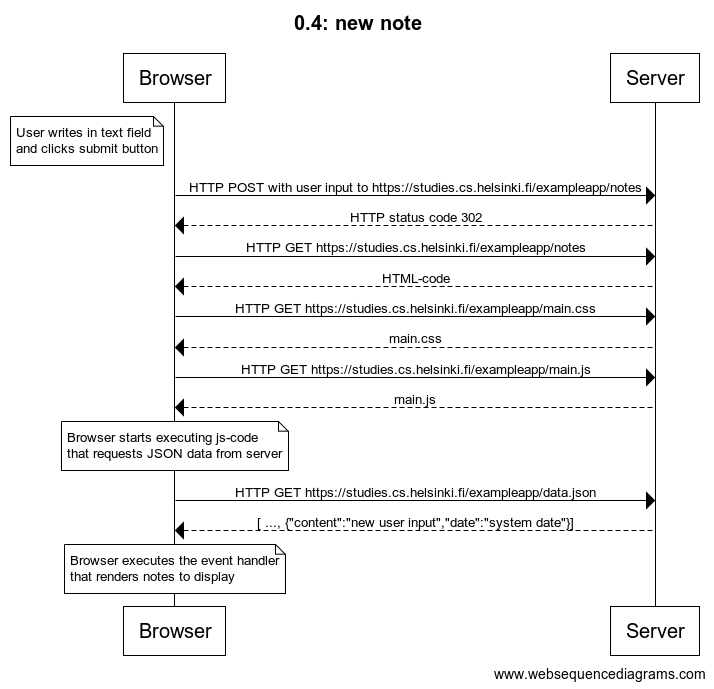 0.4: new note
Browser
Server
User writes in text field
and clicks submit button
HTTP POST with user input to https://studies.cs.helsinki.fi/exampleapp/notes
HTTP status code 302
HTTP GET https://studies.cs.helsinki.fi/exampleapp/notes
HTML-code
HTTP GET https://studies.cs.helsinki.fi/exampleapp/main.css
main.css
HTTP GET https://studies.cs.helsinki.fi/exampleapp/main.js
main.js
Browser starts executing js-code
that requests JSON data from server
HTTP GET https://studies.cs.helsinki.fi/exampleapp/data.json
[ ..., {"content":"new user input","date":"system date"}]
Browser executes the event handler
that renders notes to display
Browser
Server
www.websequencediagrams.com